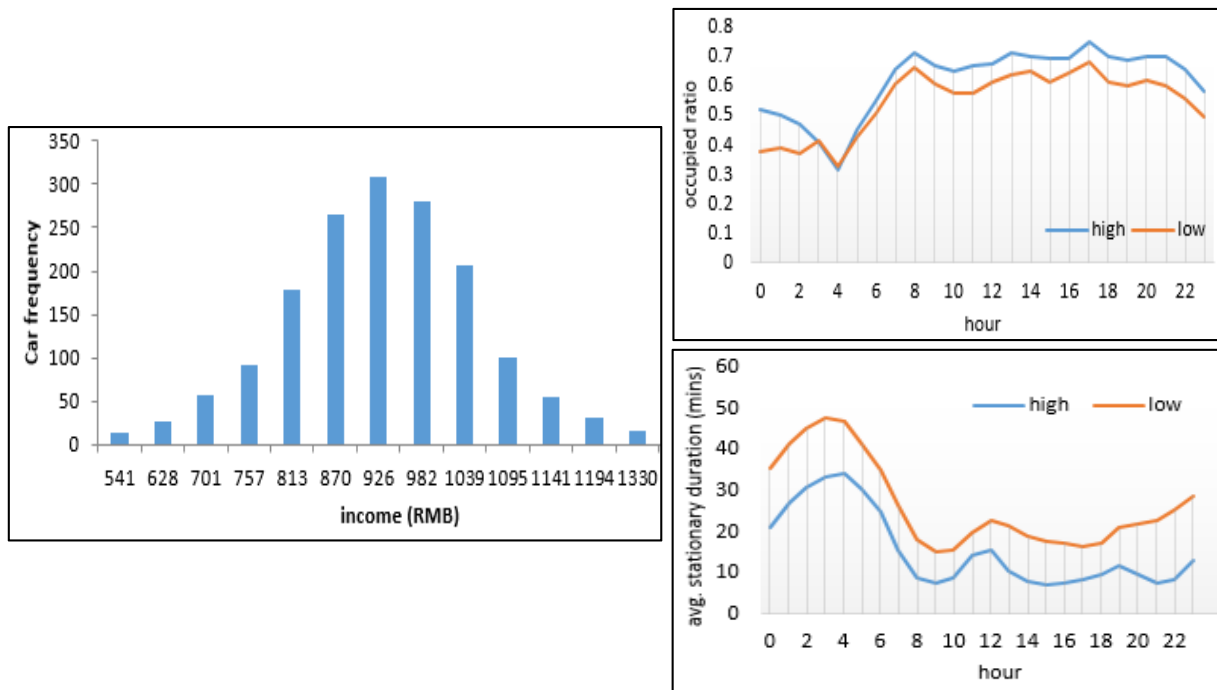 350
300
250
200
150
100
50
0
Car frequency
541 628 701 757 813 870 926 982 1039 1095 1141 1194 1330
income (RMB)
0.8
0.7
0.6
0.5
0.4
0.3
0.2
0.1
0
occupied ratio
high low
0 2 4 6 8 10 12 14 16 18 20 22
hour
60
50
40
30
20
10
0
avg. stationary duration (mins)
high low
0 2 4 6 8 10 12 14 16 18 20 22
hour